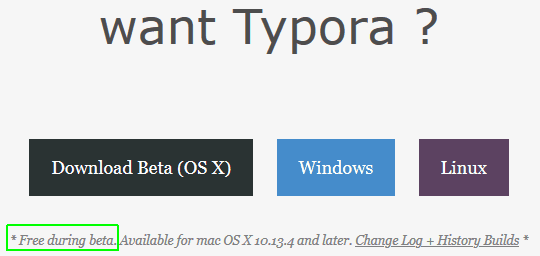 want Typora ?
Download Beta (OS X) Windows Linux
* Free during beta. Available for mac OS X 10.13.4 and later. Change Log + History Builds *